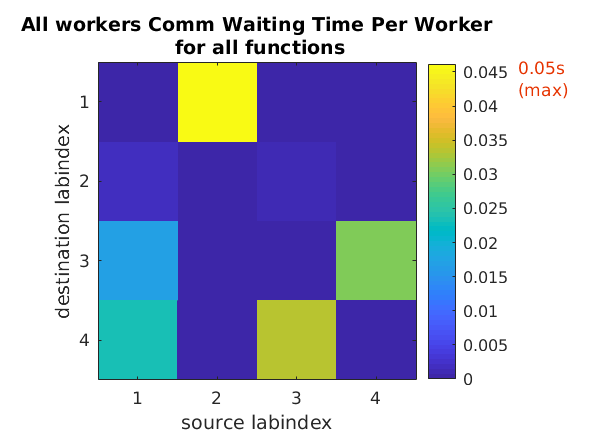 All workers Comm Waiting Time Per Worker
for all functions
0.05s
(max)
0.045
0.04
0.035
0.03
0.025
0.02
0.015
0.01
0.005
0
destination labindex
1
2
3
4
1 2 3 4
source labindex